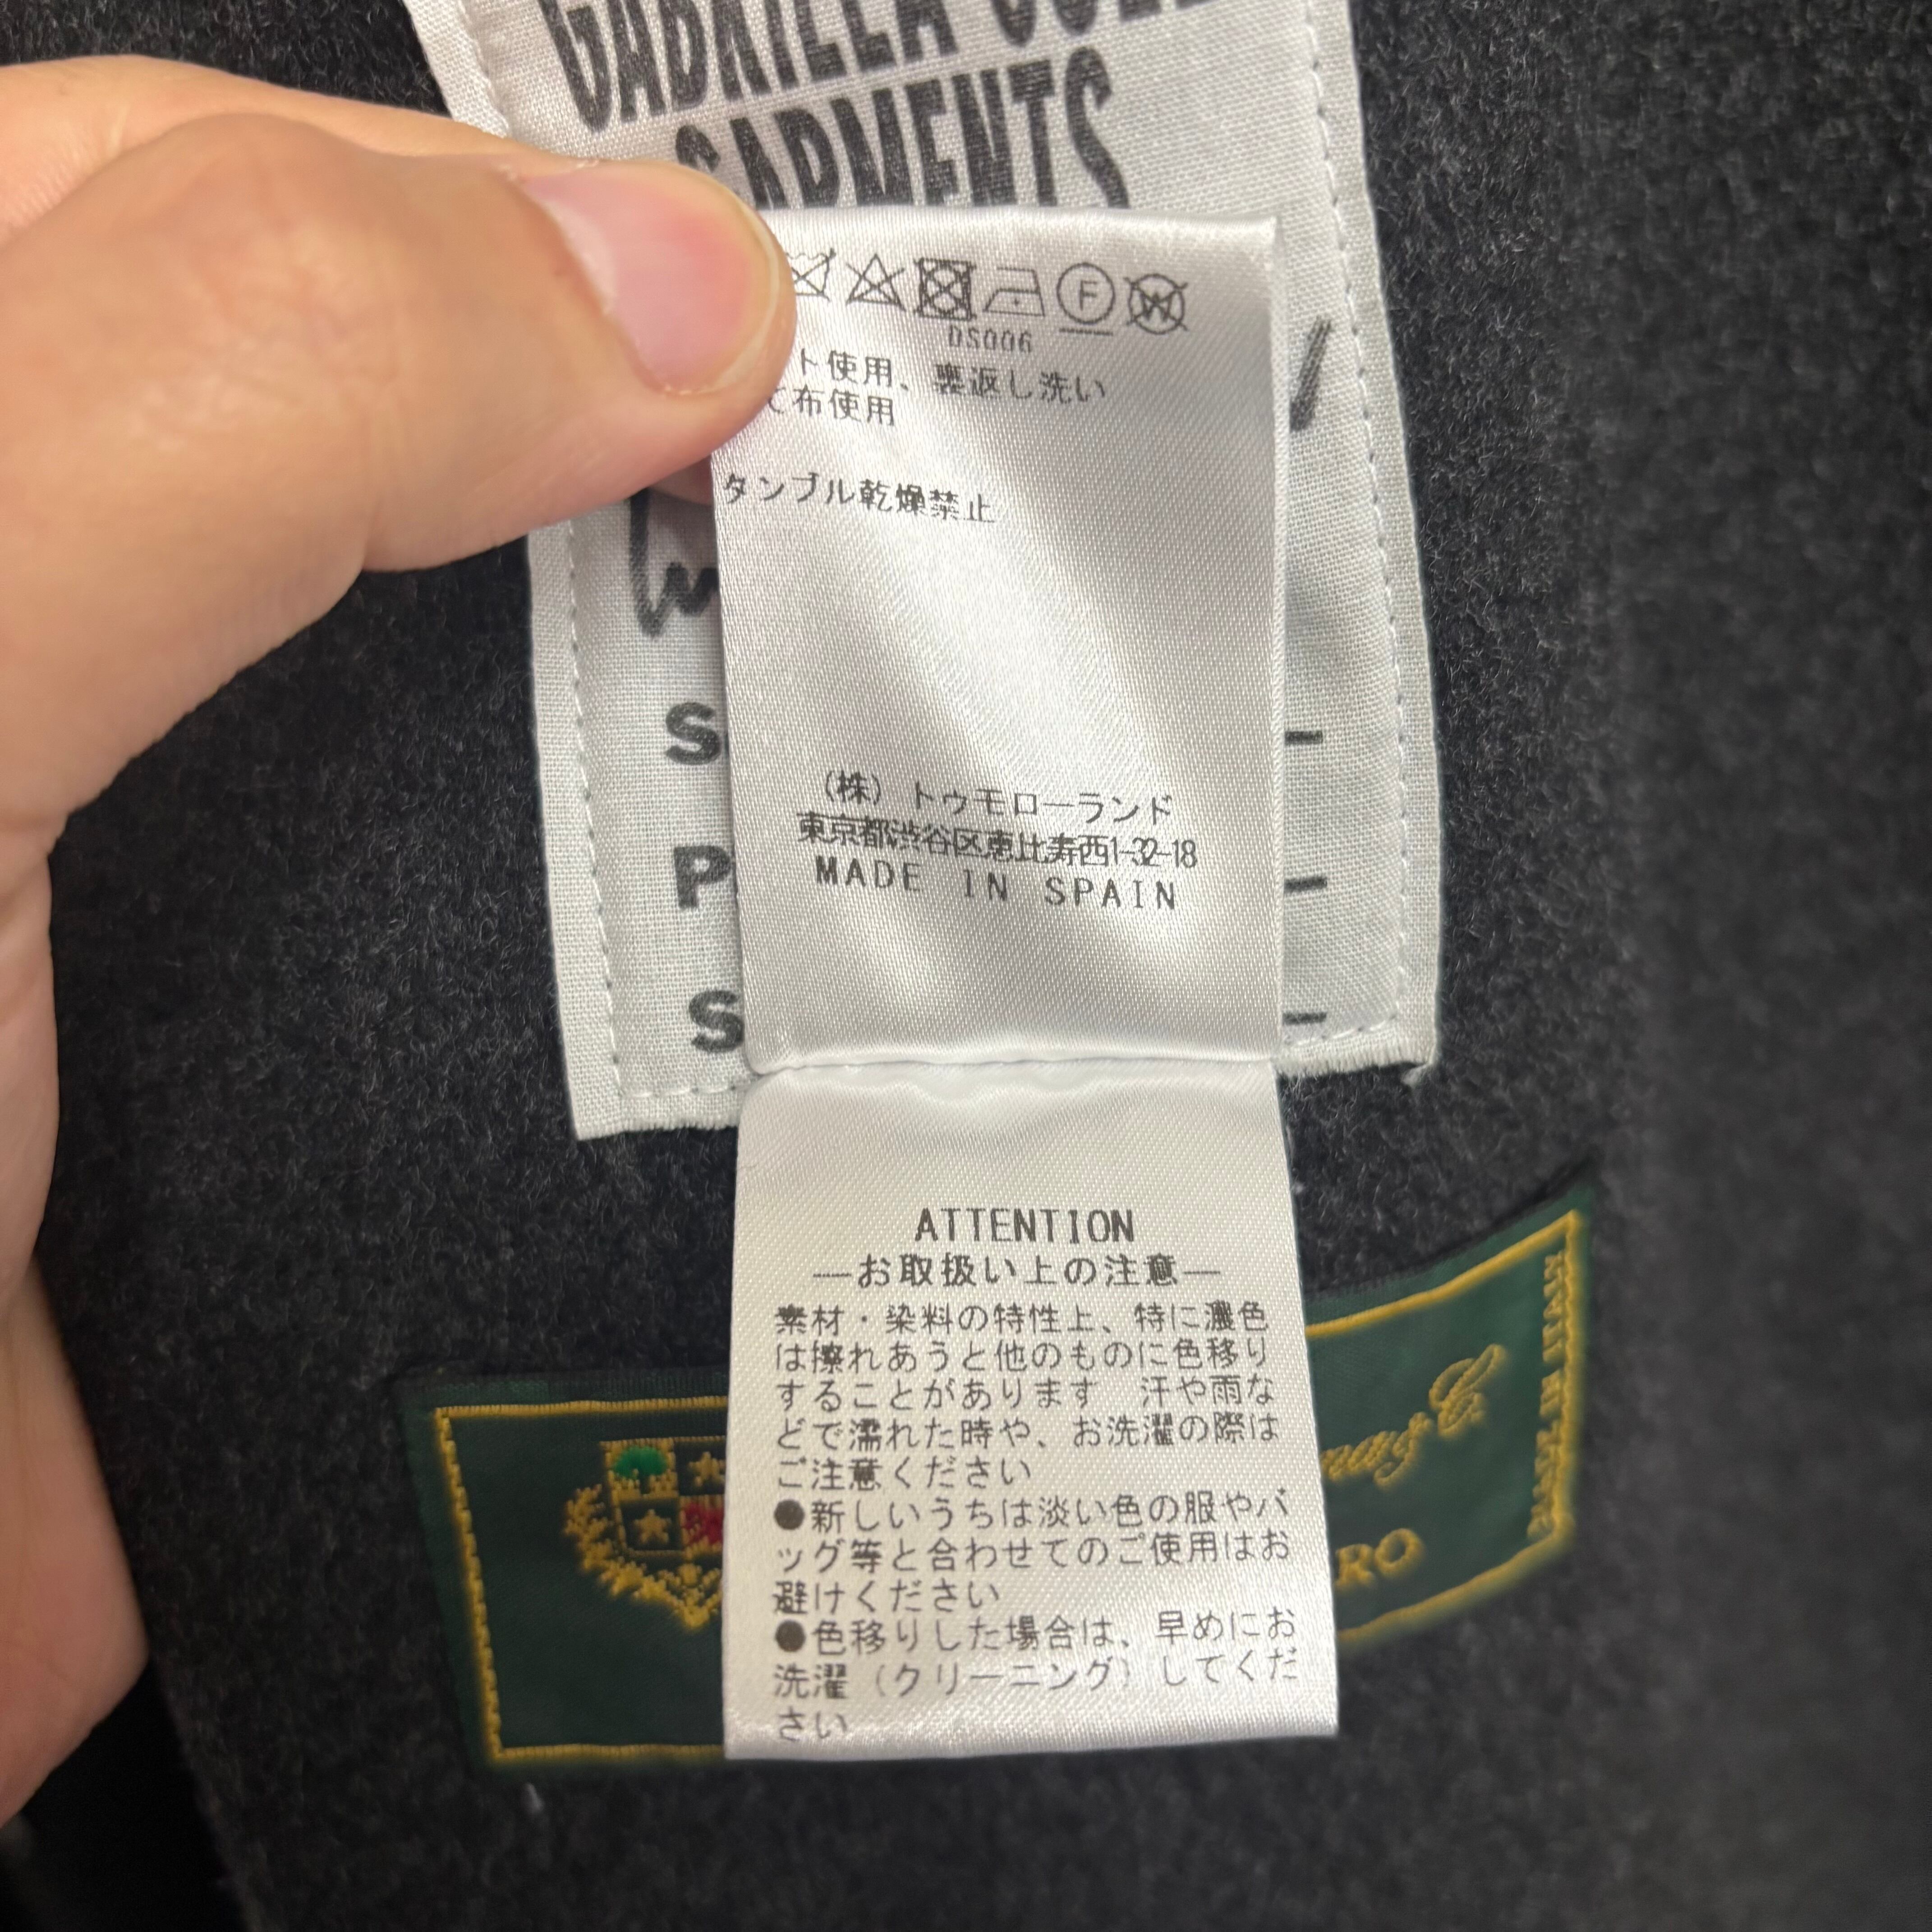 GABRIELLA COLL
GARMENTS
F W
DS006
ト使用、裏返し洗い
て布使用
タンブル乾燥禁止
S
(株) トゥモローランド
東京都渋谷区恵比寿西1-32-18
P
MADE IN SPAIN
S
ATTENTION
―お取扱い上の注意―
素材・染料の特性上、特に濃色
は擦れあうと他のものに色移り
することがあります 汗や雨な
どで濡れた時や、お洗濯の際は
ご注意ください
●新しいうちは淡い色の服やバ
ッグ等と合わせてのご使用はお
避けください
●色移りした場合は、早めにお
洗濯(クリーニング)してくだ
さい
C.
RO